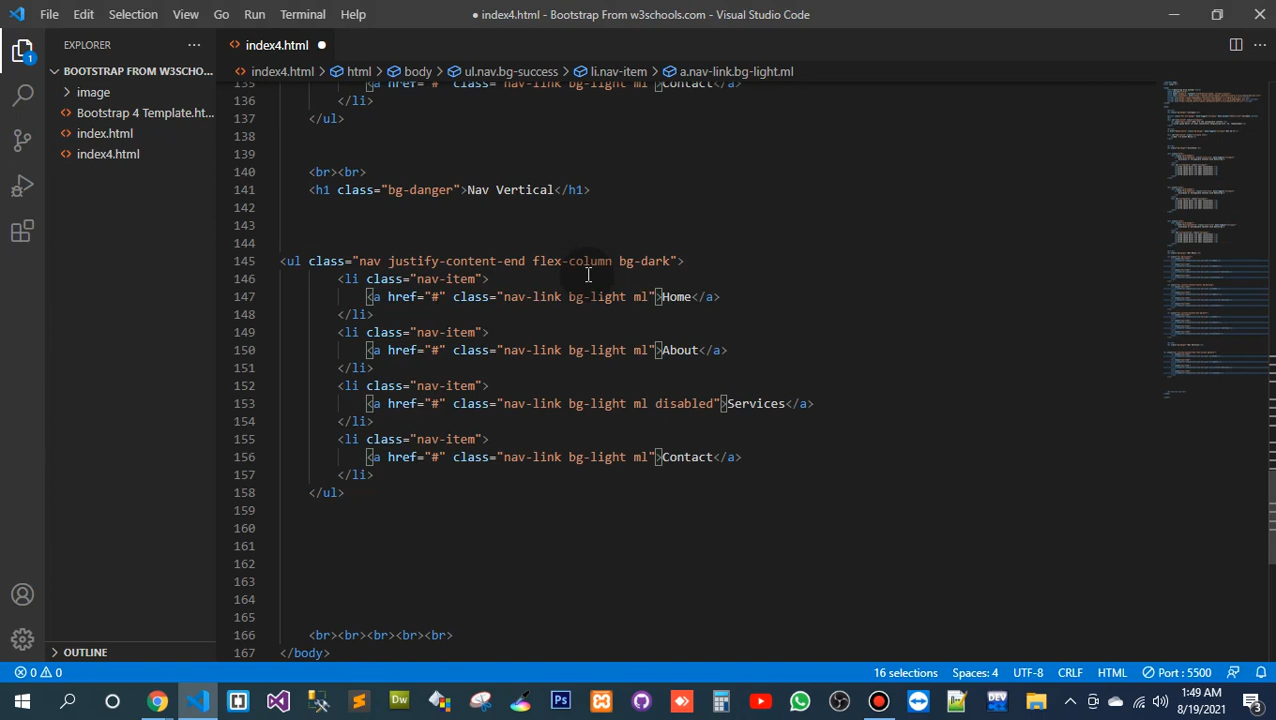 File Edit Selection View Go Run Terminal Help
● index4.html - Bootstrap From w3schools.com - Visual Studio Code
EXPLORER
index4.html
BOOTSTRAP FROM W3SCHO...
image
Bootstrap 4 Template.ht...
index.html
index4.html
OUTLINE
index4.html > html > body > ul.nav.bg-success > li.nav-item > a.nav-link.bg-light.ml
135 <a href="#" class="nav-link bg-light ml">Contact</a>
136 </li>
137 </ul>
138
139
140 <br><br>
141 <h1 class="bg-danger">Nav Vertical</h1>
142
143
144
145 <ul class="nav justify-content-end flex-column bg-dark">
146 <li class="nav-item">
147 <a href="#" class="nav-link bg-light ml">Home</a>
148 </li>
149 <li class="nav-item">
150 <a href="#" class="nav-link bg-light ml">About</a>
151 </li>
152 <li class="nav-item">
153 <a href="#" class="nav-link bg-light ml disabled">Services</a>
154 </li>
155 <li class="nav-item">
156 <a href="#" class="nav-link bg-light ml">Contact</a>
157 </li>
158 </ul>
159
160
161
162
163
164
165
166 <br><br><br><br><br>
167 </body>
0 0
16 selections Spaces: 4 UTF-8 CRLF HTML Port : 5500
1:49 AM
8/19/2021